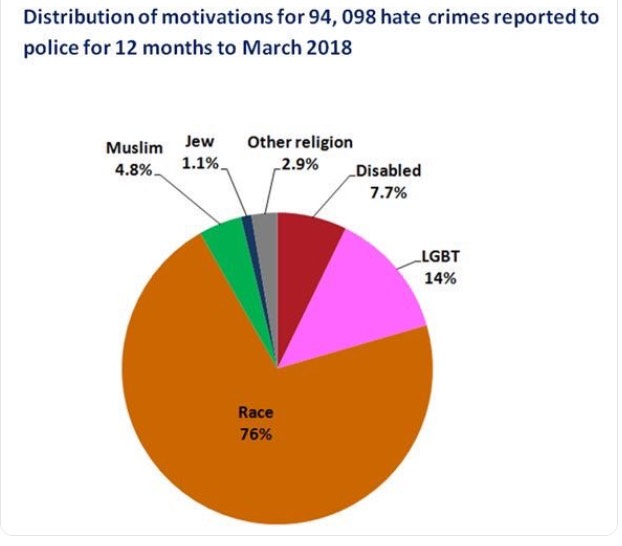 Distribution of motivations for 94, 098 hate crimes reported to
police for 12 months to March 2018
Muslim
4.8%
Jew
1.1%
Other religion
2.9%
Disabled
7.7%
LGBT
14%
Race
76%